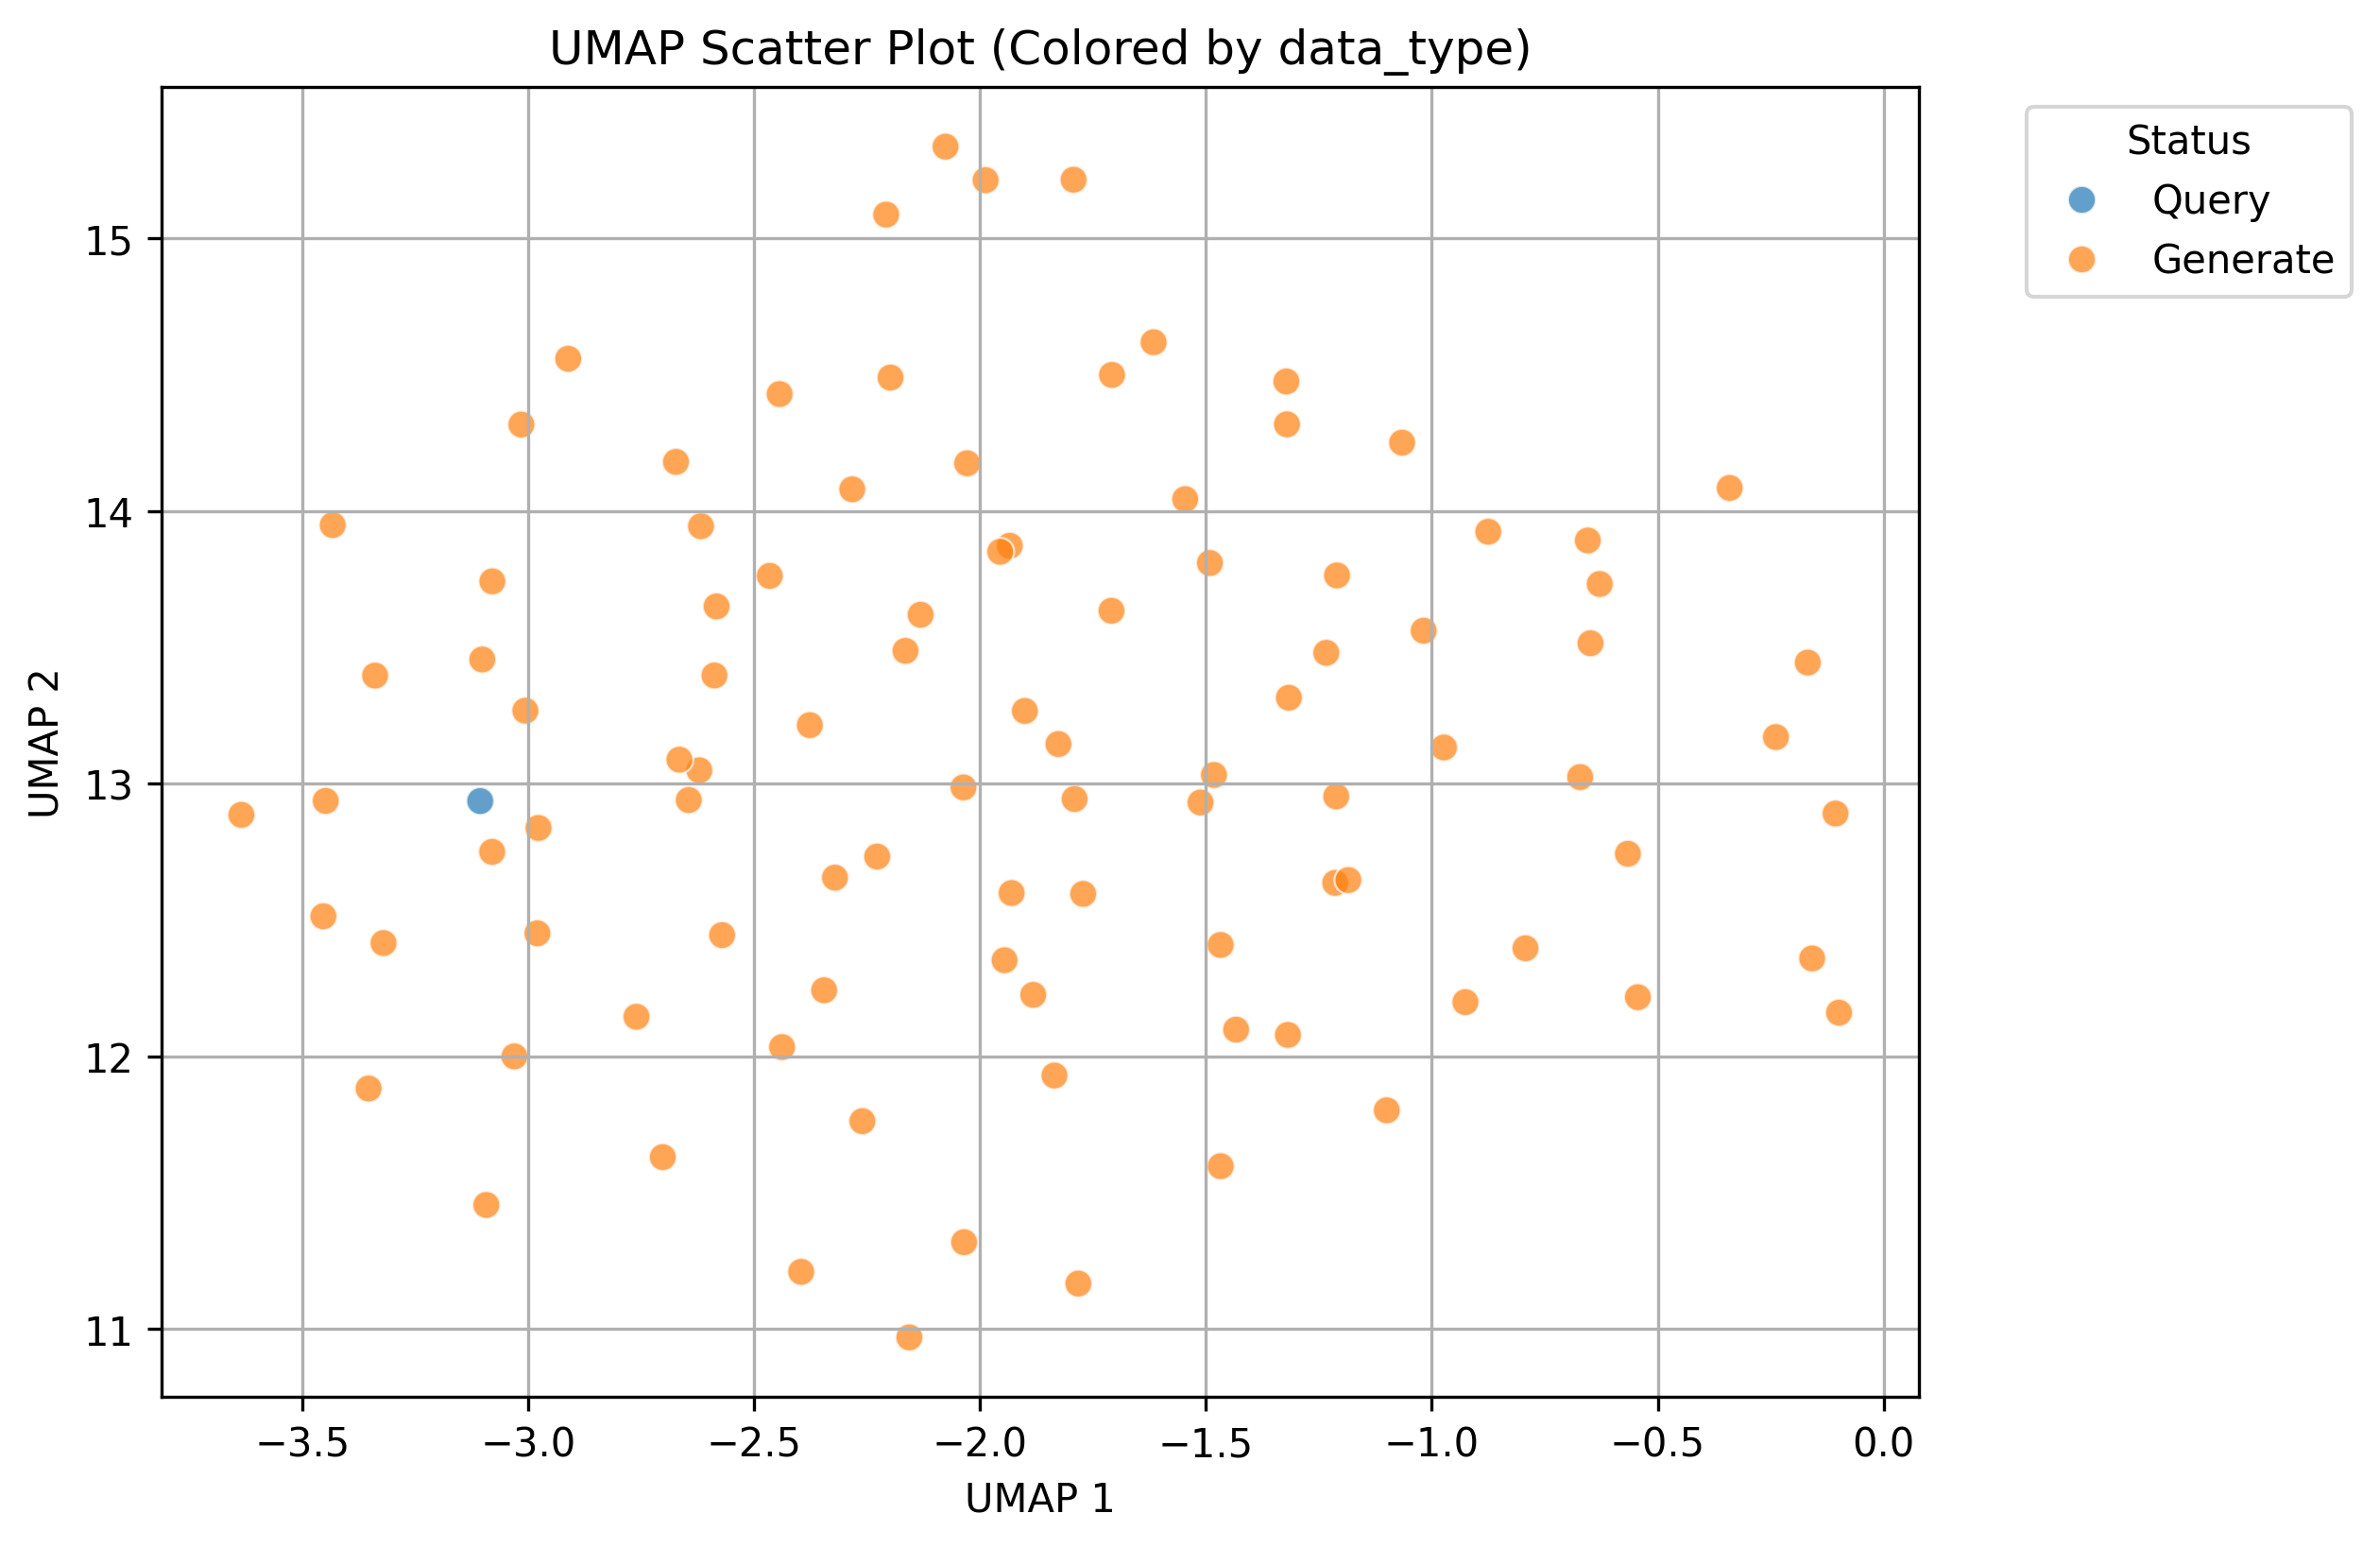 UMAP Scatter Plot (Colored by data_type)
Status
Query
Generate
15
14
13
12
11
UMAP 2
−3.5 −3.0 −2.5 −2.0 −1.5 −1.0 −0.5 0.0
UMAP 1